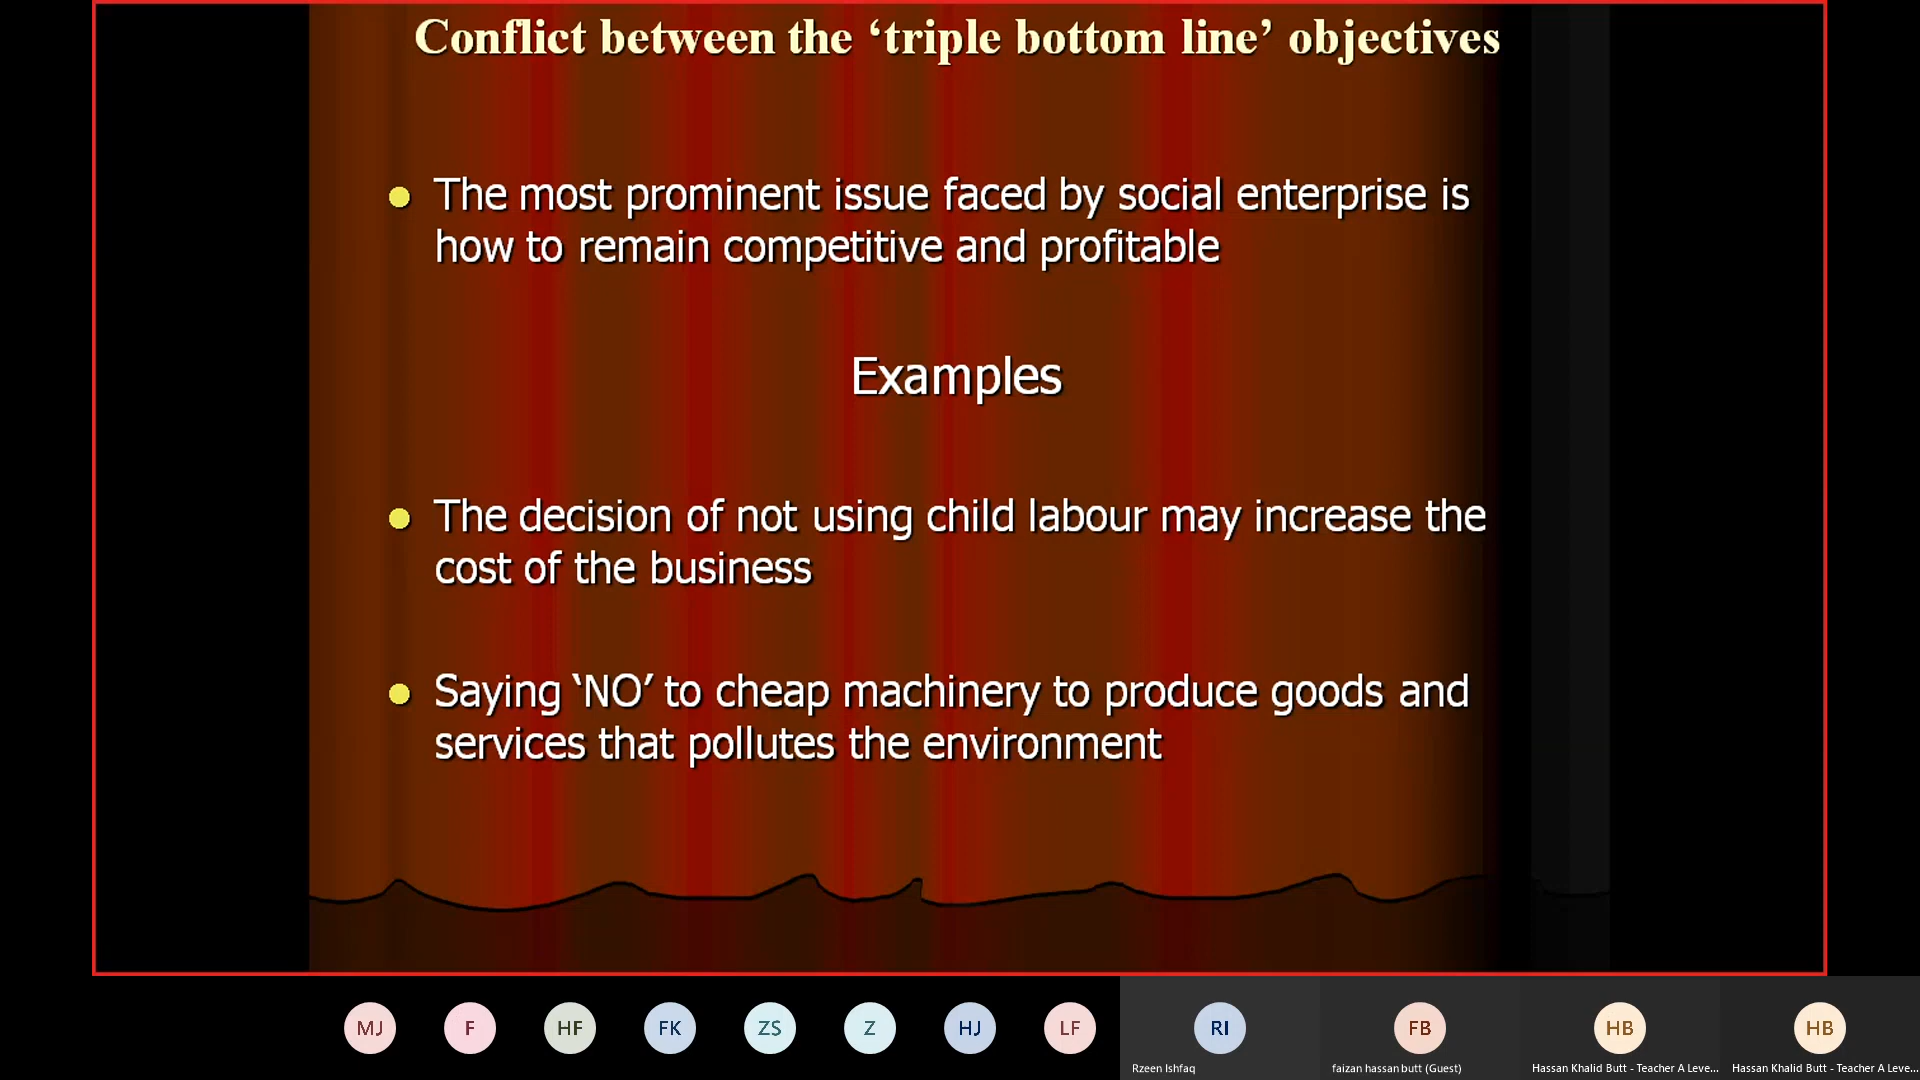 Conflict between the ‘triple bottom line’ objectives
The most prominent issue faced by social enterprise is
how to remain competitive and profitable
Examples
The decision of not using child labour may increase the
cost of the business
Saying ‘NO’ to cheap machinery to produce goods and
services that pollutes the environment
MJ F HF FK ZS Z HJ LF RI FB HB HB
Rzeen Ishfaq faizan hassan butt (Guest) Hassan Khalid Butt - Teacher A Leve... Hassan Khalid Butt - Teacher A Leve...